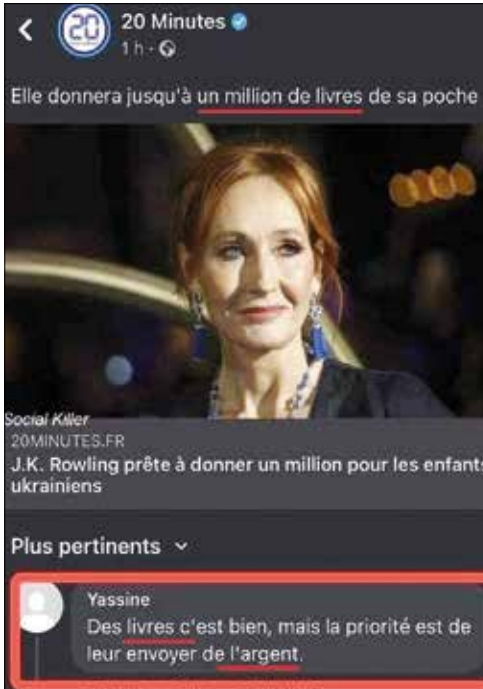 20
20 Minutes
1 h ·
Elle donnera jusqu'à un million de livres de sa poche
Social Killer
20MINUTES.FR
J.K. Rowling prête à donner un million pour les enfants
ukrainiens
Plus pertinents
Yassine
Des livres c'est bien, mais la priorité est de
leur envoyer de l'argent.